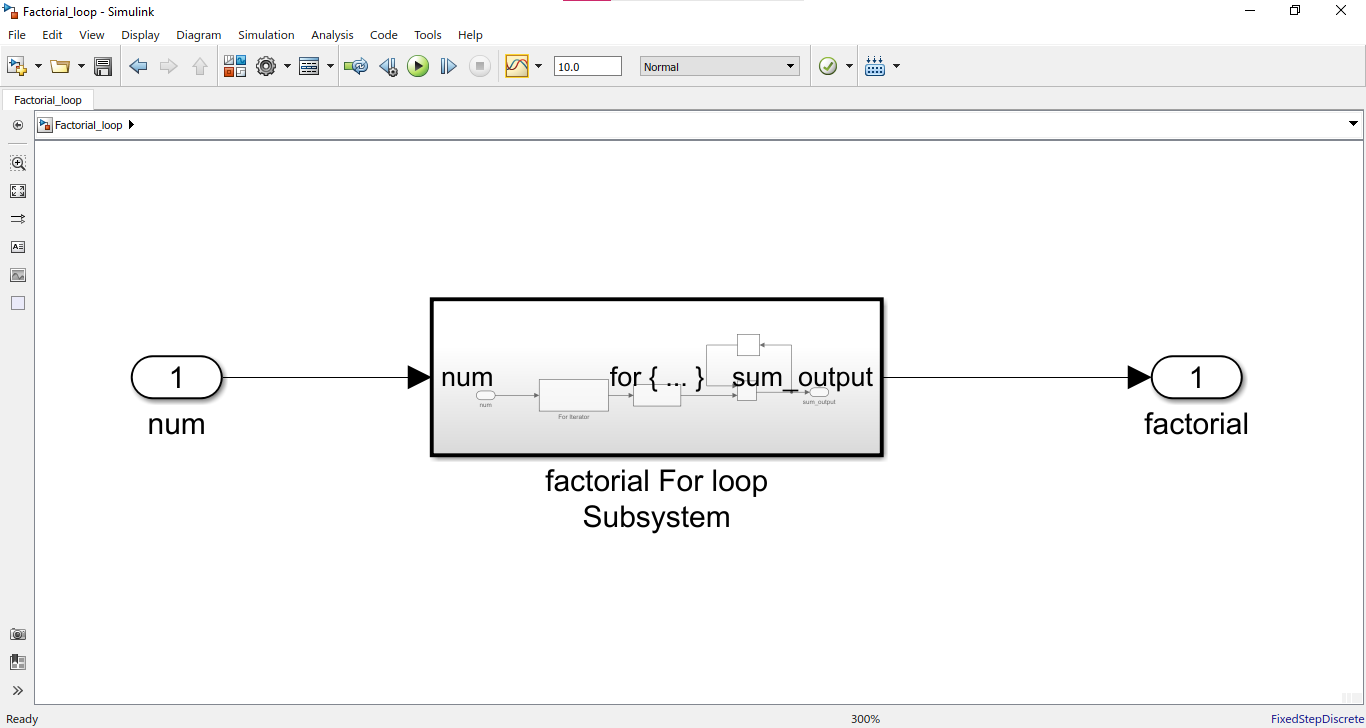 Factorial_loop - Simulink
File Edit View Display Diagram Simulation Analysis Code Tools Help
10.0 Normal
Factorial_loop
Factorial_loop
1
num
num for { ... } sum_output
num
For Iterator
sum_output
factorial For loop
Subsystem
1
factorial
Ready 300% FixedStepDiscrete